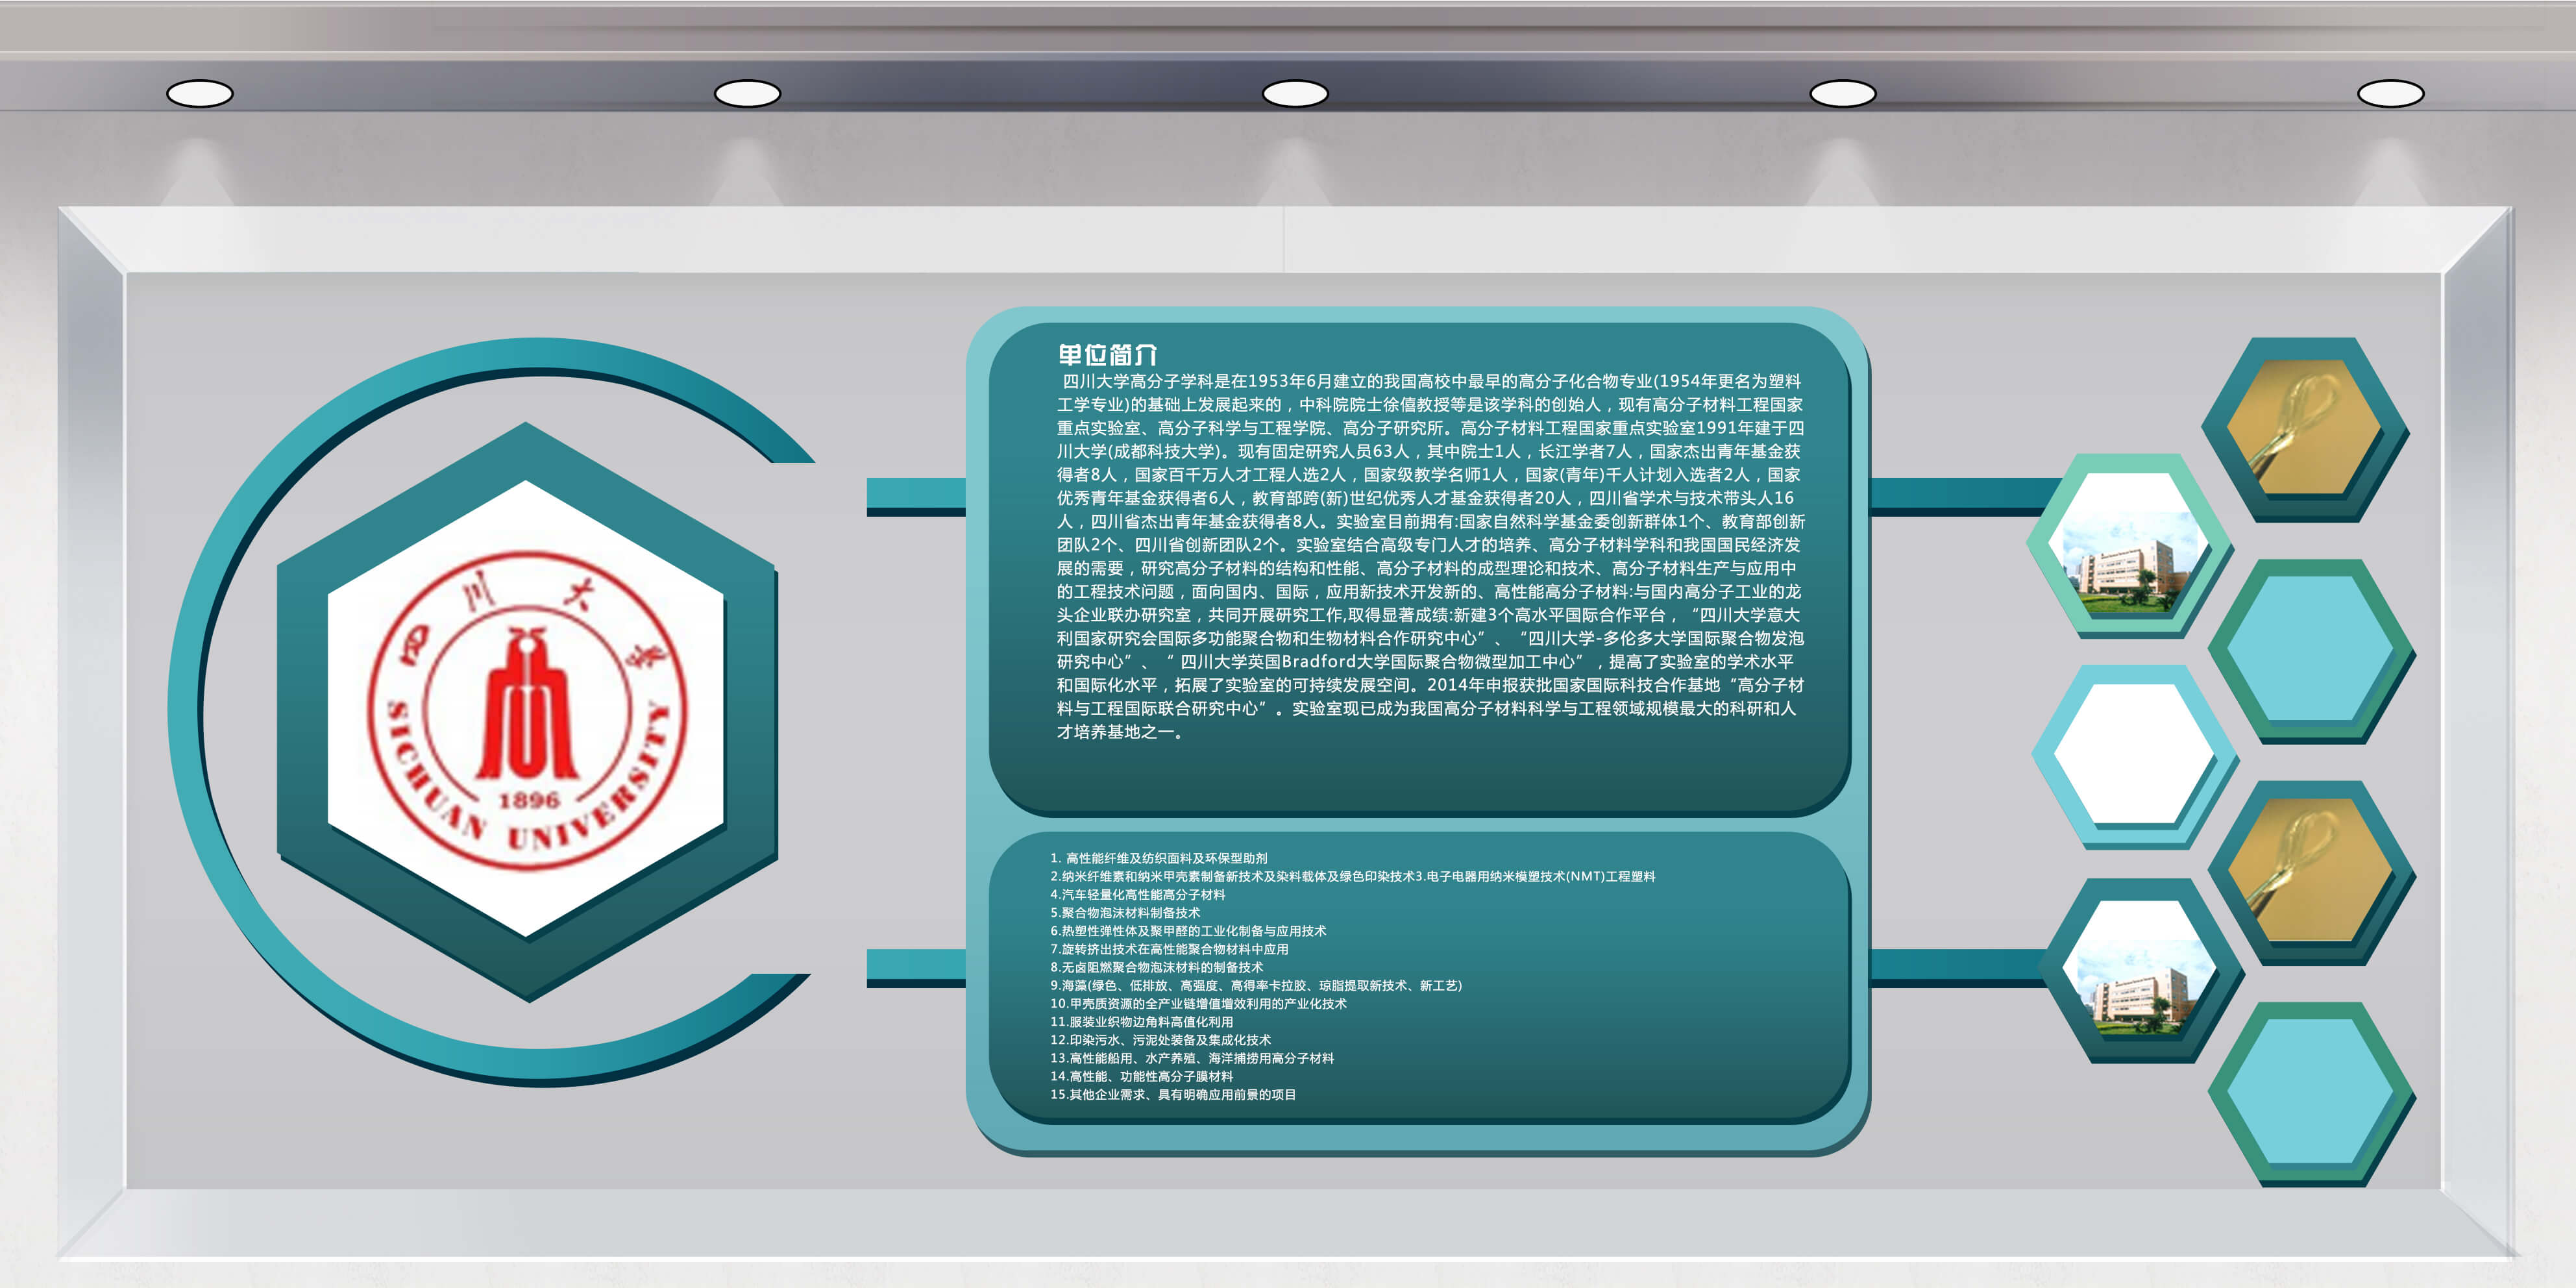 四川大学
SICHUAN UNIVERSITY
1896
单位简介
四川大学高分子学科是在1953年6月建立的我国高校中最早的高分子化合物专业(1954年更名为塑料
工学专业)的基础上发展起来的，中科院院士徐僖教授等是该学科的创始人，现有高分子材料工程国家
重点实验室、高分子科学与工程学院、高分子研究所。高分子材料工程国家重点实验室1991年建于四
川大学(成都科技大学)。现有固定研究人员63人，其中院士1人，长江学者7人，国家杰出青年基金获
得者8人，国家百千万人才工程人选2人，国家级教学名师1人，国家(青年)千人计划入选者2人，国家
优秀青年基金获得者6人，教育部跨(新)世纪优秀人才基金获得者20人，四川省学术与技术带头人16
人，四川省杰出青年基金获得者8人。实验室目前拥有:国家自然科学基金委创新群体1个、教育部创新
团队2个、四川省创新团队2个。实验室结合高级专门人才的培养、高分子材料学科和我国国民经济发
展的需要，研究高分子材料的结构和性能、高分子材料的成型理论和技术、高分子材料生产与应用中
的工程技术问题，面向国内、国际，应用新技术开发新的、高性能高分子材料:与国内高分子工业的龙
头企业联办研究室，共同开展研究工作,取得显著成绩:新建3个高水平国际合作平台，“四川大学意大
利国家研究会国际多功能聚合物和生物材料合作研究中心”、“四川大学-多伦多大学国际聚合物发泡
研究中心”、“ 四川大学英国Bradford大学国际聚合物微型加工中心”，提高了实验室的学术水平
和国际化水平，拓展了实验室的可持续发展空间。2014年申报获批国家国际科技合作基地“高分子材
料与工程国际联合研究中心”。实验室现已成为我国高分子材料科学与工程领域规模最大的科研和人
才培养基地之一。
1. 高性能纤维及纺织面料及环保型助剂
2.纳米纤维素和纳米甲壳素制备新技术及染料载体及绿色印染技术3.电子电器用纳米模塑技术(NMT)工程塑料
4.汽车轻量化高性能高分子材料
5.聚合物泡沫材料制备技术
6.热塑性弹性体及聚甲醛的工业化制备与应用技术
7.旋转挤出技术在高性能聚合物材料中应用
8.无卤阻燃聚合物泡沫材料的制备技术
9.海藻(绿色、低排放、高强度、高得率卡拉胶、琼脂提取新技术、新工艺)
10.甲壳质资源的全产业链增值增效利用的产业化技术
11.服装业织物边角料高值化利用
12.印染污水、污泥处装备及集成化技术
13.高性能船用、水产养殖、海洋捕捞用高分子材料
14.高性能、功能性高分子膜材料
15.其他企业需求、具有明确应用前景的项目